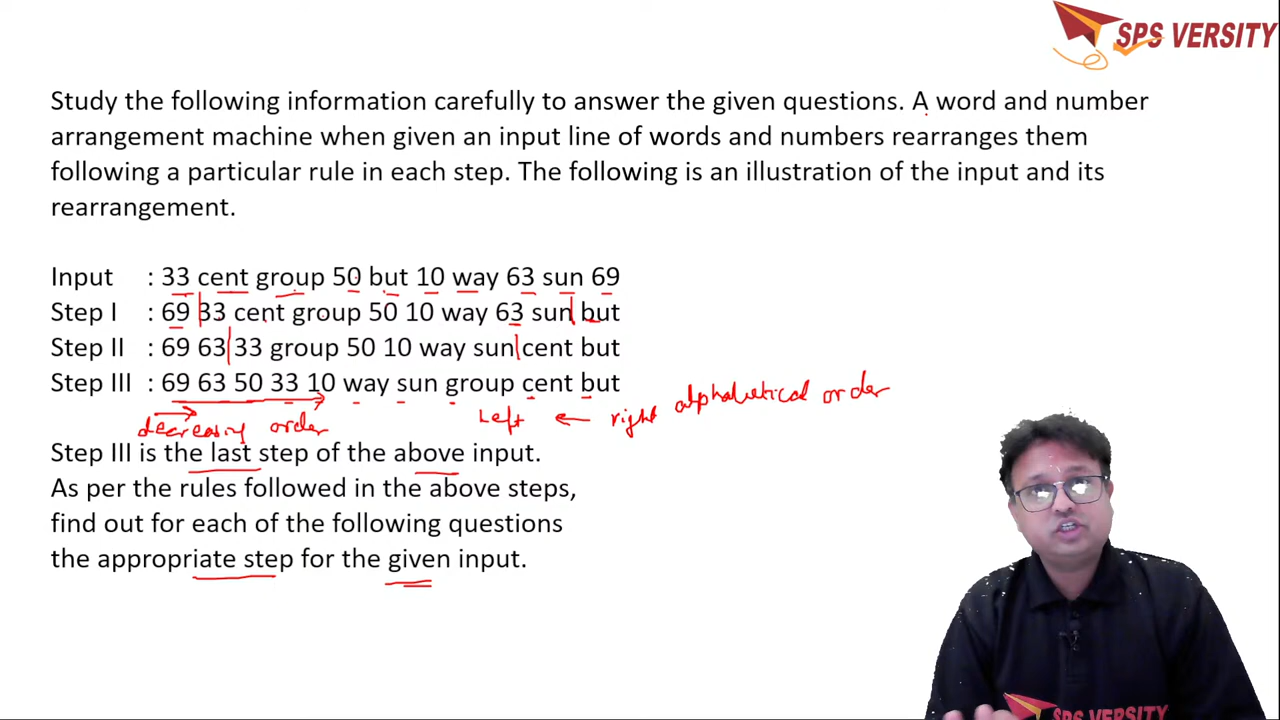 SPS VERSITY
Study the following information carefully to answer the given questions. A word and number
arrangement machine when given an input line of words and numbers rearranges them
following a particular rule in each step. The following is an illustration of the input and its
rearrangement.
Input : 33 cent group 50 but 10 way 63 sun 69
Step I : 69 33 cent group 50 10 way 63 sun but
Step II : 69 63 33 group 50 10 way sun cent but
Step III : 69 63 50 33 10 way sun group cent but
decreasing order
Left ← right alphabetical order
Step III is the last step of the above input.
As per the rules followed in the above steps,
find out for each of the following questions
the appropriate step for the given input.
SPS VERSITY